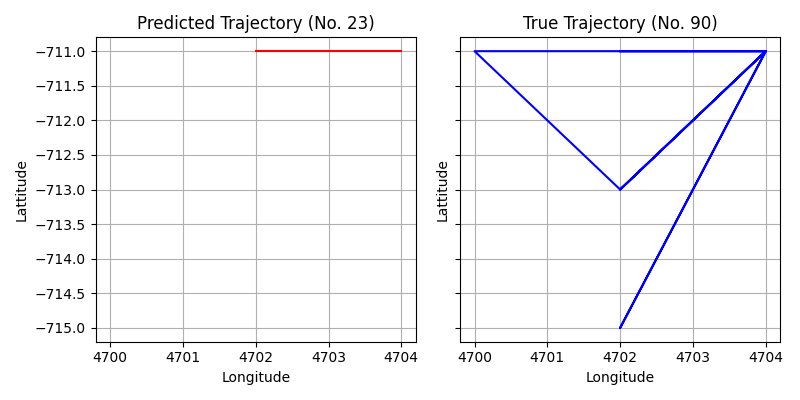 Predicted Trajectory (No. 23)
True Trajectory (No. 90)
Lattitude
−711.0
−711.5
−712.0
−712.5
−713.0
−713.5
−714.0
−714.5
−715.0
4700 4701 4702 4703 4704
Longitude
Lattitude
4700 4701 4702 4703 4704
Longitude